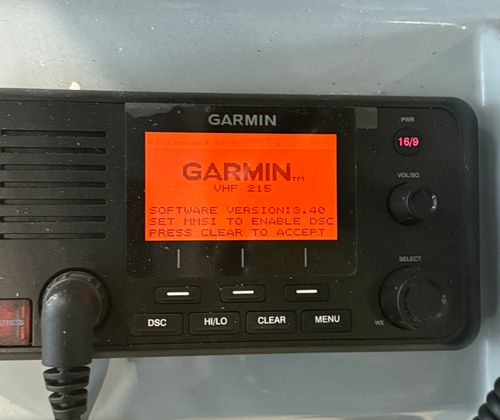 GARMIN
PWR
16/9
GARMIN™
VHF 215
SOFTWARE VERSION:3.40
SET MMSI TO ENABLE DSC
PRESS CLEAR TO ACCEPT
VOL/SQ
SELECT
WX
DSC
HI/LO
CLEAR
MENU